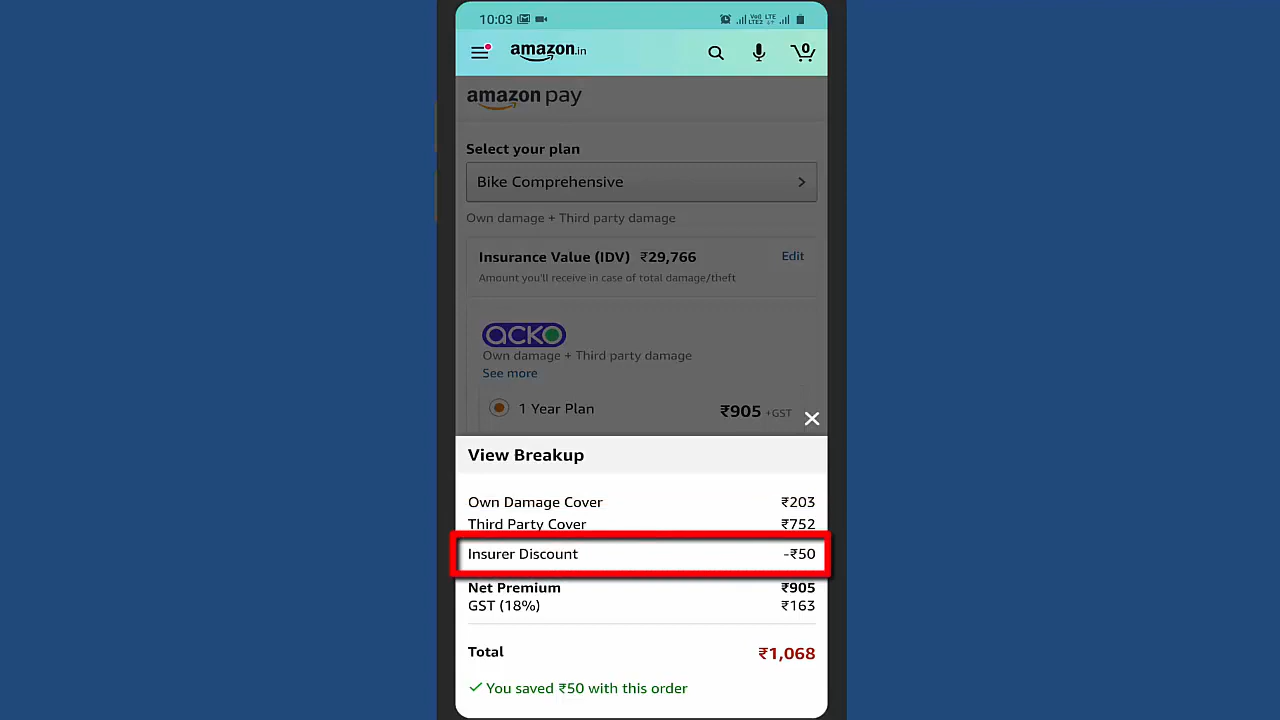 10:03 Vo)) LTE LTE2
amazon.in 0
amazon pay
Select your plan
Bike Comprehensive
Own damage + Third party damage
Insurance Value (IDV) ₹29,766 Edit
Amount you'll receive in case of total damage/theft
acko
Own damage + Third party damage
See more
1 Year Plan ₹905 +GST
View Breakup
Own Damage Cover ₹203
Third Party Cover ₹752
Insurer Discount -₹50
Net Premium ₹905
GST (18%) ₹163
Total ₹1,068
You saved ₹50 with this order